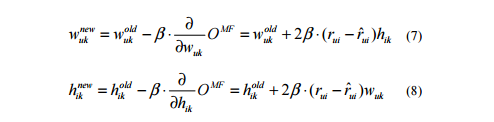 w_{uk}^{new} = w_{uk}^{old} − β · ∂/∂w_{uk} O^{MF} = w_{uk}^{old} + 2β · (r_{ui} − r̂_{ui})h_{ik} (7)
h_{ik}^{new} = h_{ik}^{old} − β · ∂/∂h_{ik} O^{MF} = h_{ik}^{old} + 2β · (r_{ui} − r̂_{ui})w_{uk} (8)